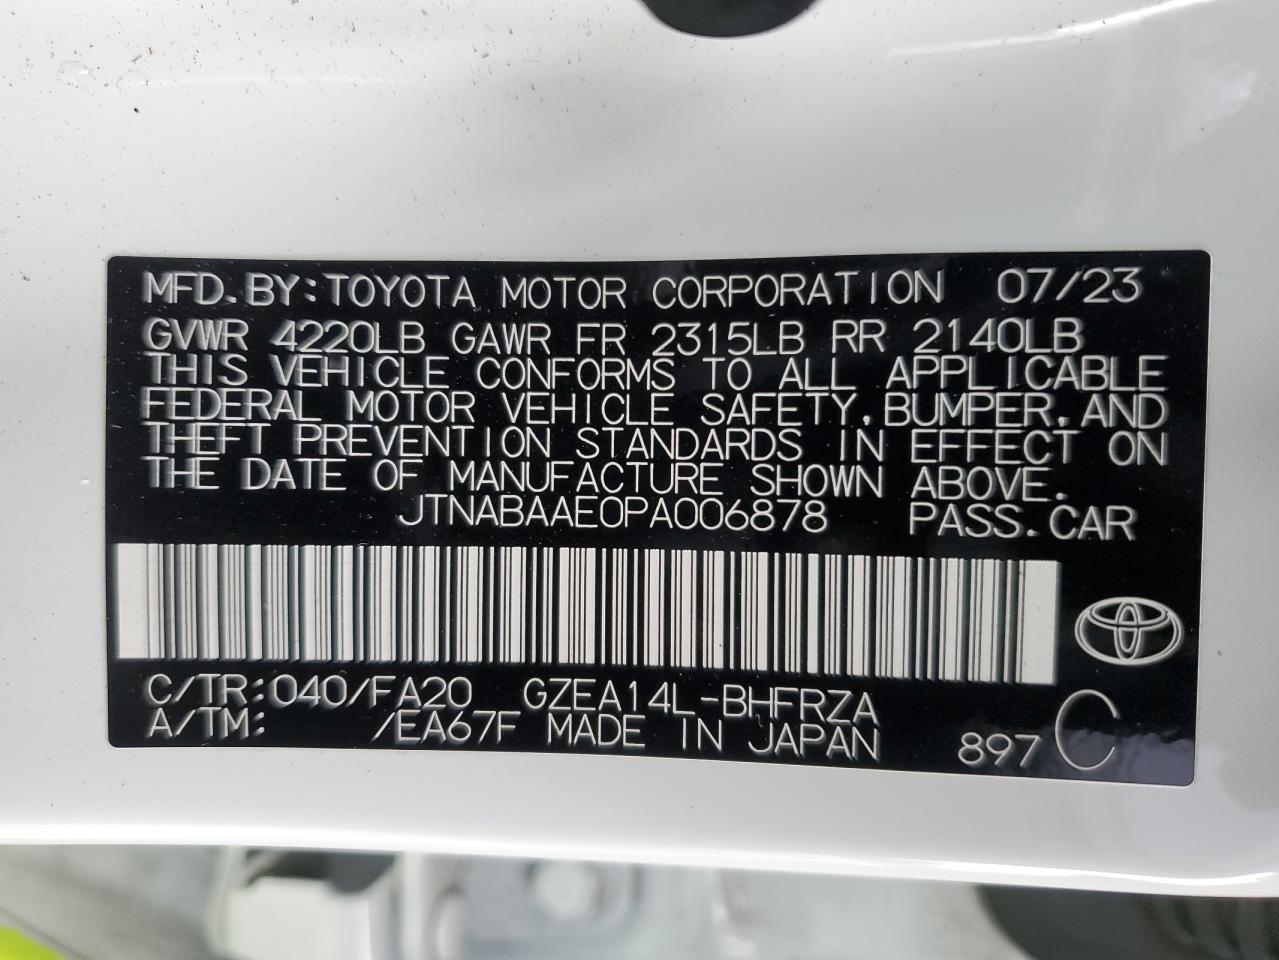 MFD. BY: TOYOTA MOTOR CORPORATION 07/23
GVWR 4220LB GAWR FR 2315LB RR 2140LB
THIS VEHICLE CONFORMS TO ALL APPLICABLE
FEDERAL MOTOR VEHICLE SAFETY, BUMPER, AND
THEFT PREVENTION STANDARDS IN EFFECT ON
THE DATE OF MANUFACTURE SHOWN ABOVE.
JTNABAAE0PA006878 PASS. CAR
C/TR: 040/FA20 GZEA14L-BHFRZA
A/TM: /EA67F MADE IN JAPAN 897 C